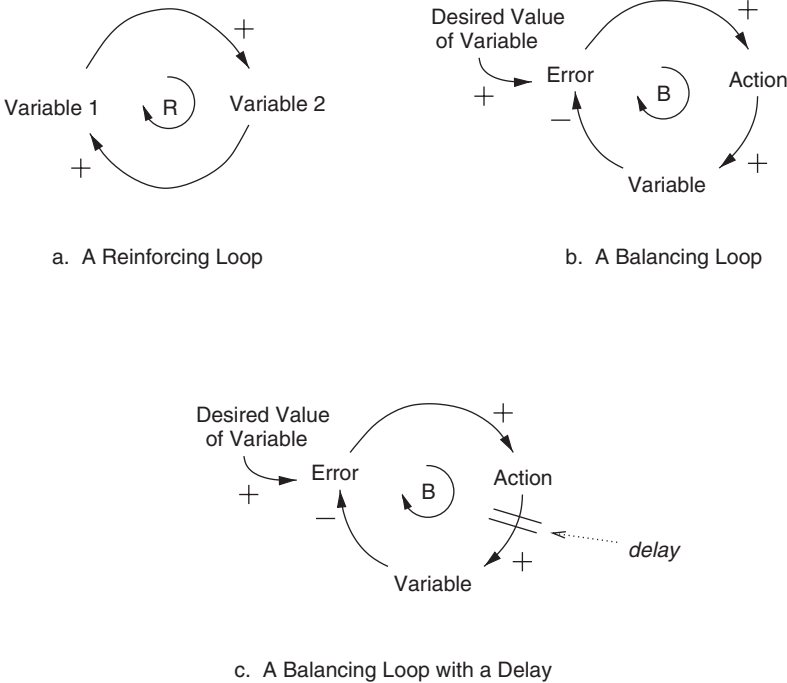 +
Variable 1
R
Variable 2
+
a. A Reinforcing Loop
Desired Value
of Variable
+
Error
+
B
Action
−
+
Variable
b. A Balancing Loop
Desired Value
of Variable
+
Error
+
B
Action
−
delay
+
Variable
c. A Balancing Loop with a Delay